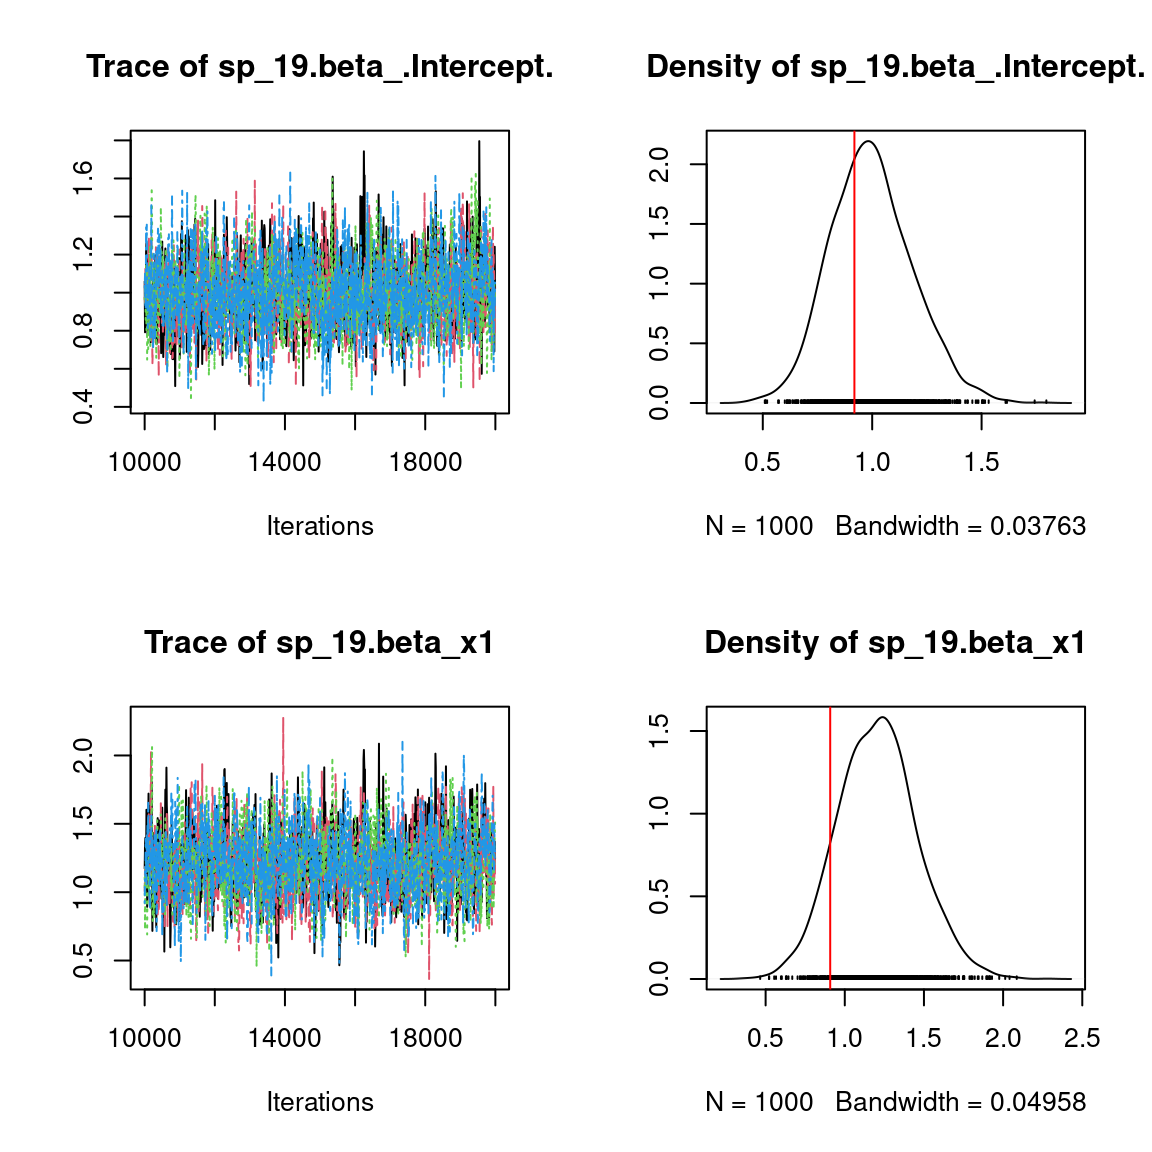 Trace of sp_19.beta_.Intercept.
0.4 0.8 1.2 1.6
10000 14000 18000
Iterations
Density of sp_19.beta_.Intercept.
0.0 0.5 1.0 1.5 2.0
0.5 1.0 1.5
N = 1000 Bandwidth = 0.03763
Trace of sp_19.beta_x1
0.5 1.0 1.5 2.0
10000 14000 18000
Iterations
Density of sp_19.beta_x1
0.0 0.5 1.0 1.5
0.5 1.0 1.5 2.0 2.5
N = 1000 Bandwidth = 0.04958